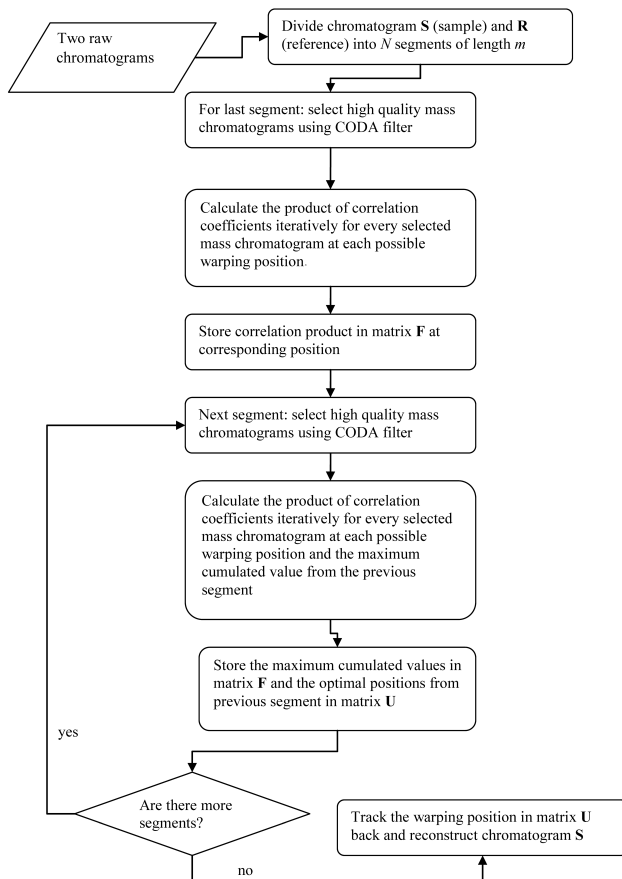 Two raw
chromatograms
Divide chromatogram S (sample) and R
(reference) into N segments of length m
For last segment: select high quality mass
chromatograms using CODA filter
Calculate the product of correlation
coefficients iteratively for every selected
mass chromatogram at each possible
warping position.
Store correlation product in matrix F at
corresponding position
Next segment: select high quality mass
chromatograms using CODA filter
Calculate the product of correlation
coefficients iteratively for every selected
mass chromatogram at each possible
warping position and the maximum
cumulated value from the previous
segment
Store the maximum cumulated values in
matrix F and the optimal positions from
previous segment in matrix U
yes
Are there more
segments?
no
Track the warping position in matrix U
back and reconstruct chromatogram S